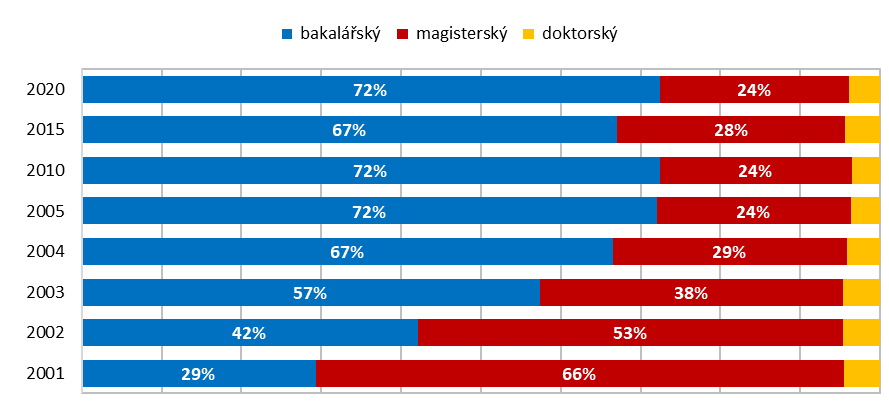 bakalářský magisterský doktorský
2020 72% 24%
2015 67% 28%
2010 72% 24%
2005 72% 24%
2004 67% 29%
2003 57% 38%
2002 42% 53%
2001 29% 66%